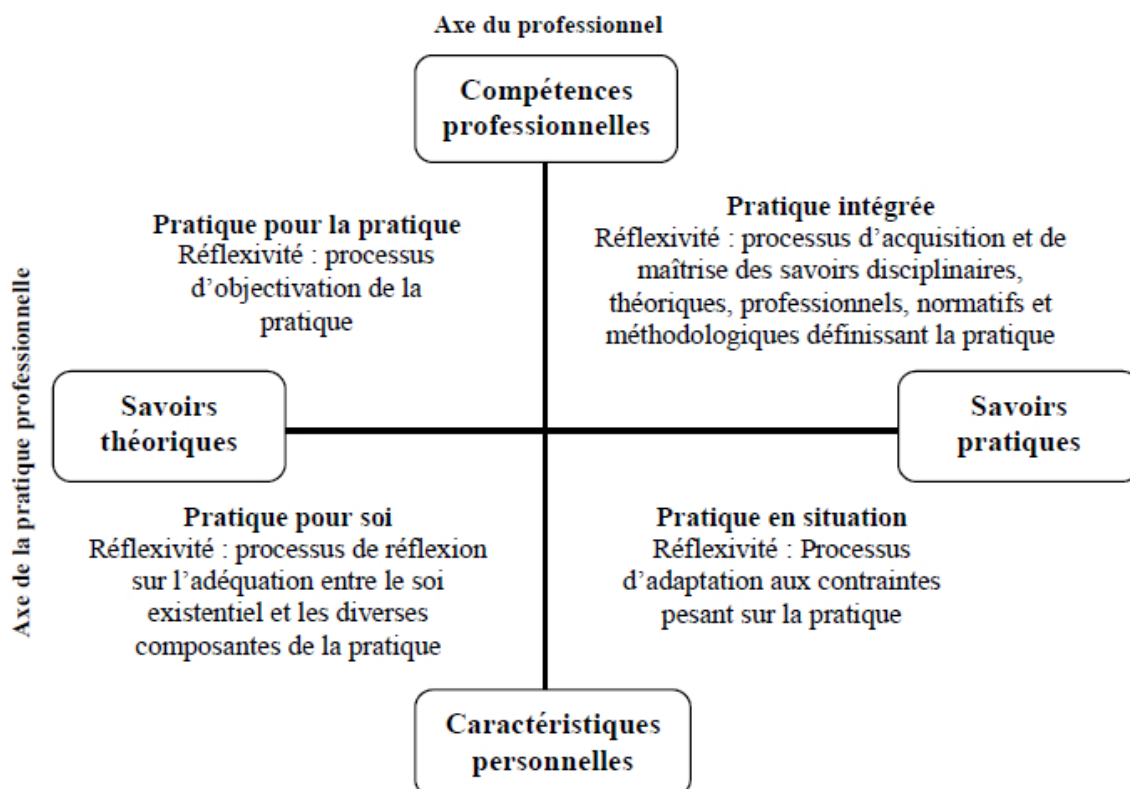 Axe du professionnel
Compétences
professionnelles
Pratique pour la pratique
Réflexivité : processus
d’objectivation de la
pratique
Pratique intégrée
Réflexivité : processus d’acquisition et de
maîtrise des savoirs disciplinaires,
théoriques, professionnels, normatifs et
méthodologiques définissant la pratique
Axe de la pratique professionnelle
Savoirs
théoriques
Savoirs
pratiques
Pratique pour soi
Réflexivité : processus de réflexion
sur l’adéquation entre le soi
existentiel et les diverses
composantes de la pratique
Pratique en situation
Réflexivité : Processus
d’adaptation aux contraintes
pesant sur la pratique
Caractéristiques
personnelles